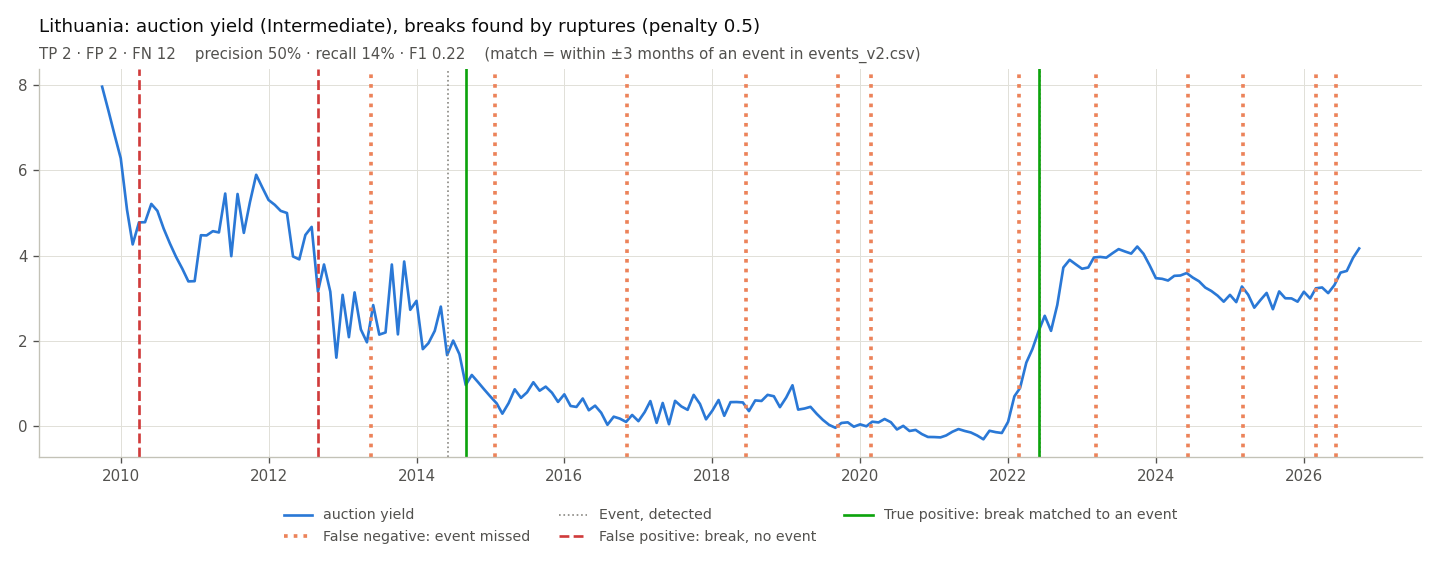 Lithuania: auction yield (Intermediate), breaks found by ruptures (penalty 0.5)
TP 2 · FP 2 · FN 12    precision 50% · recall 14% · F1 0.22    (match = within ±3 months of an event in events_v2.csv)
8
6
4
2
0
2010 2012 2014 2016 2018 2020 2022 2024 2026
auction yield
False negative: event missed
Event, detected
False positive: break, no event
True positive: break matched to an event